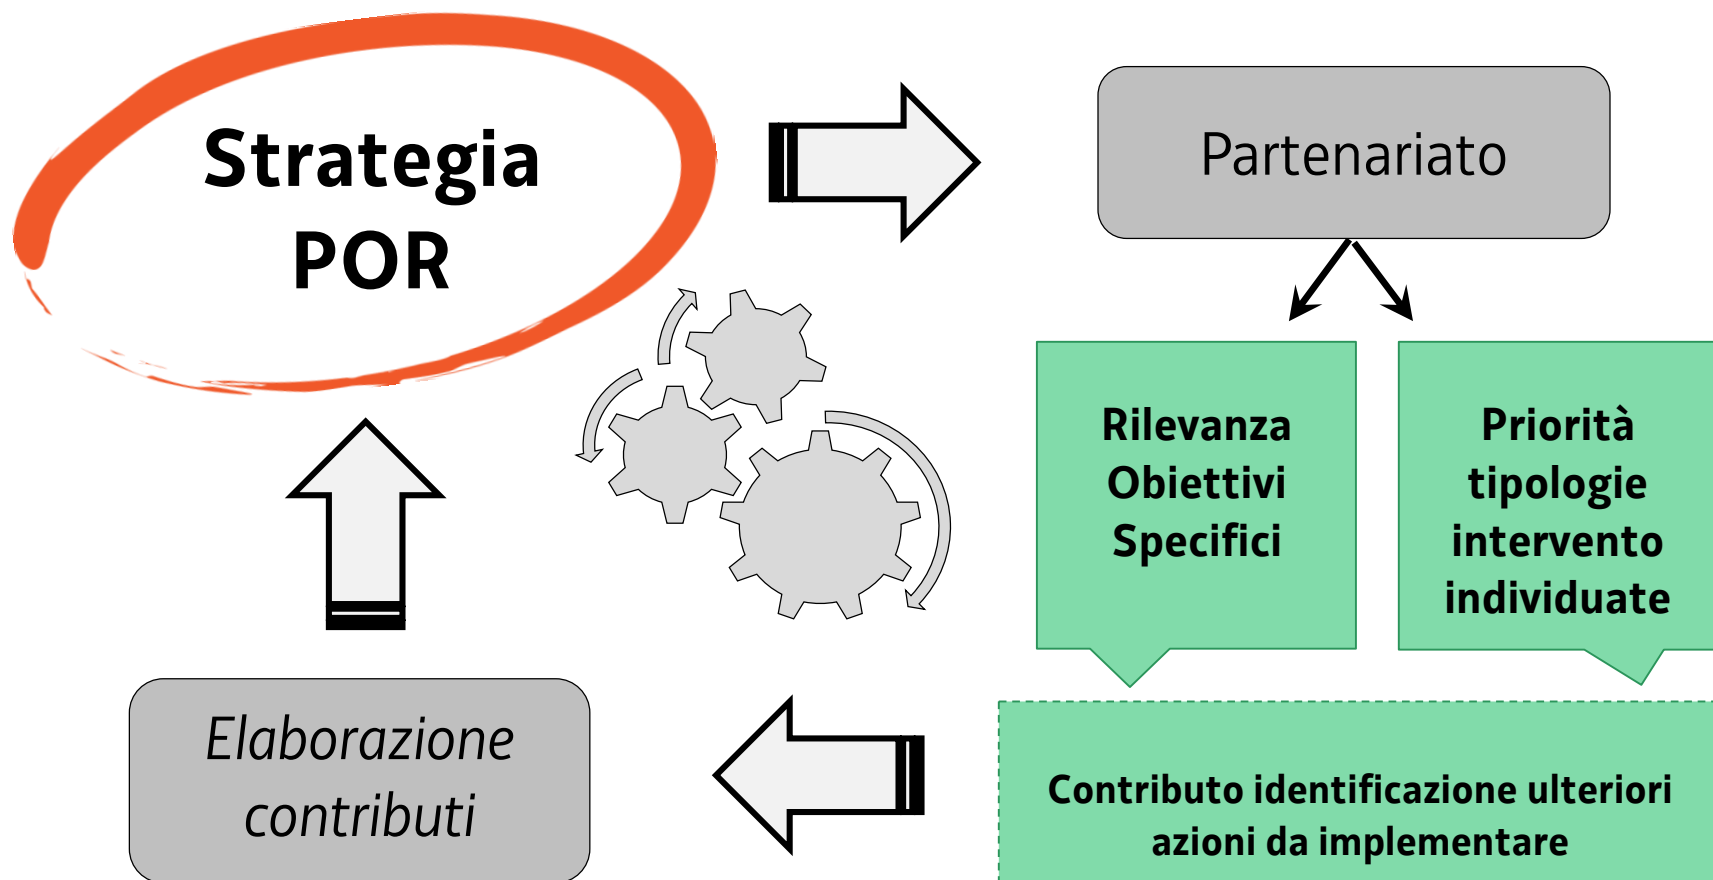 Strategia
POR
Partenariato
Rilevanza
Obiettivi
Specifici
Priorità
tipologie
intervento
individuate
Contributo identificazione ulteriori
azioni da implementare
Elaborazione
contributi